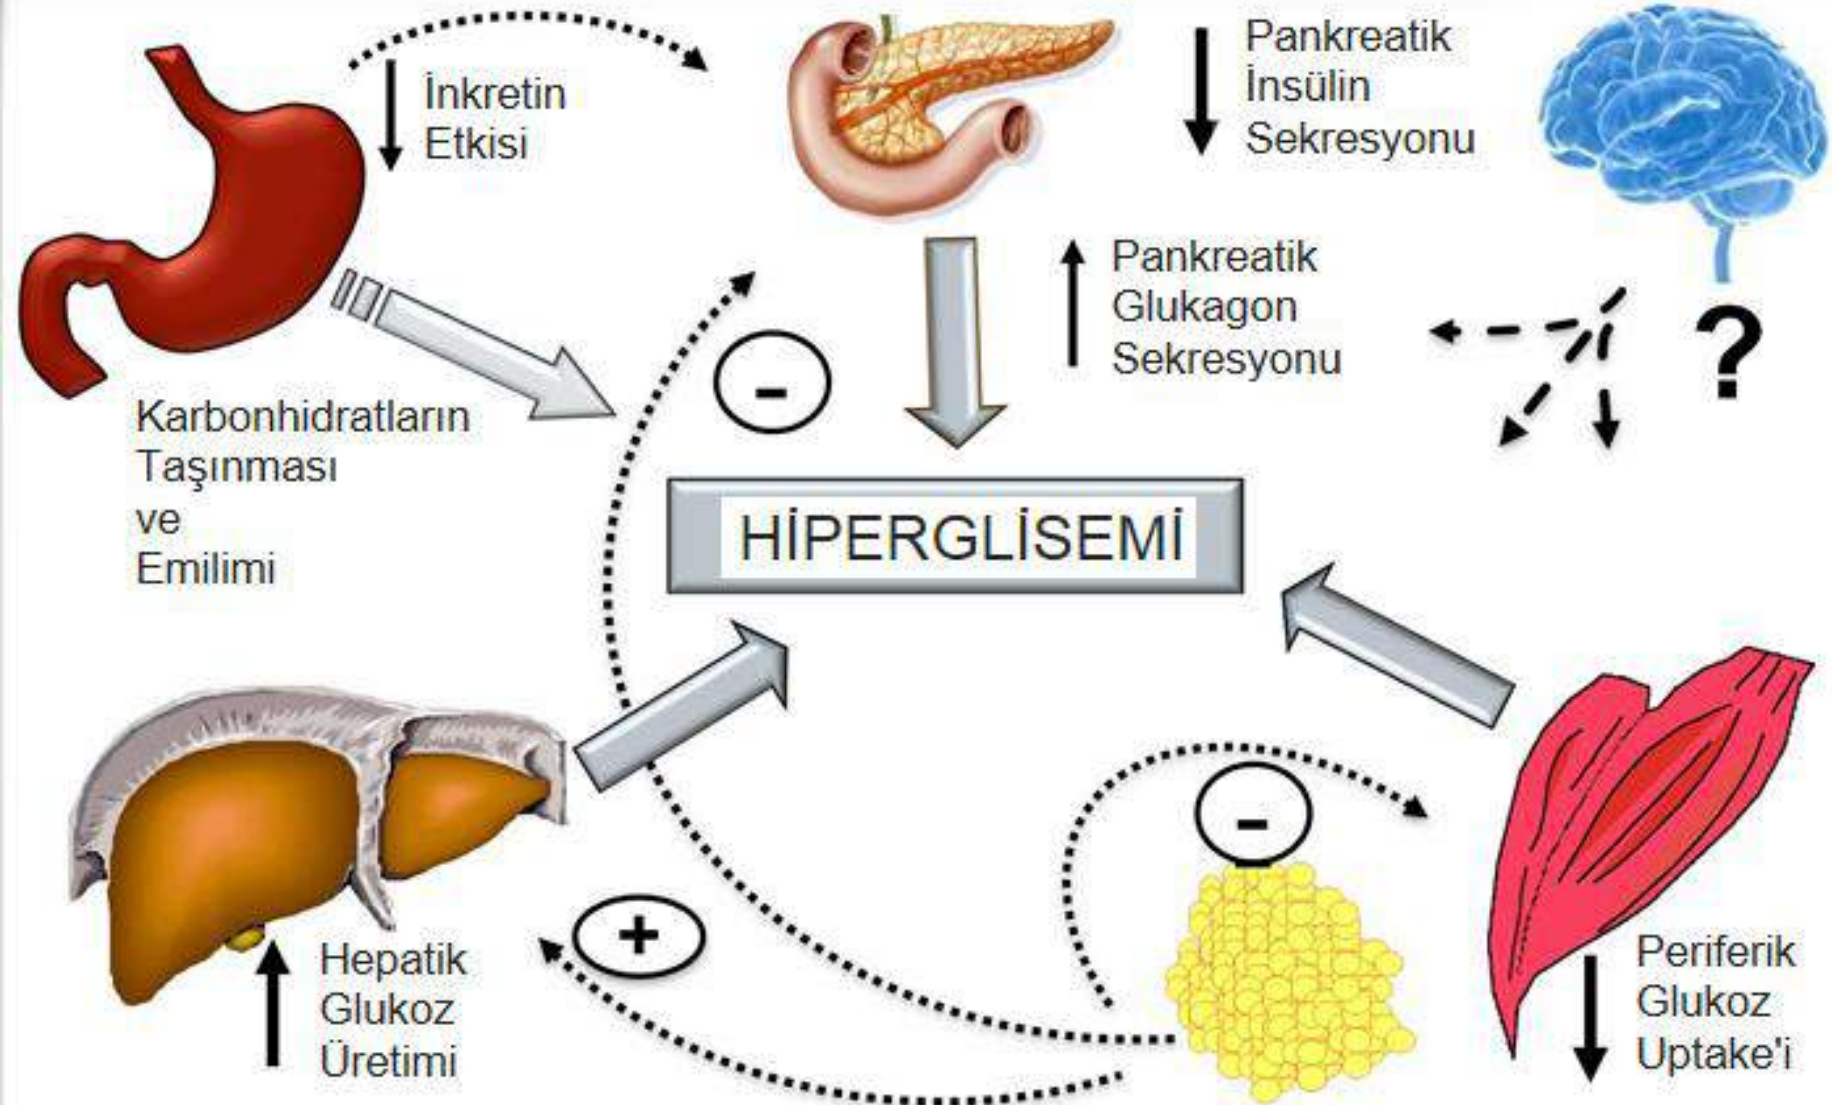 İnkretin
Etkisi
Pankreatik
İnsülin
Sekresyonu
Pankreatik
Glukagon
Sekresyonu
?
-
Karbonhidratların
Taşınması
ve
Emilimi
HİPERGLİSEMİ
-
+
Hepatik
Glukoz
Üretimi
Periferik
Glukoz
Uptake'i